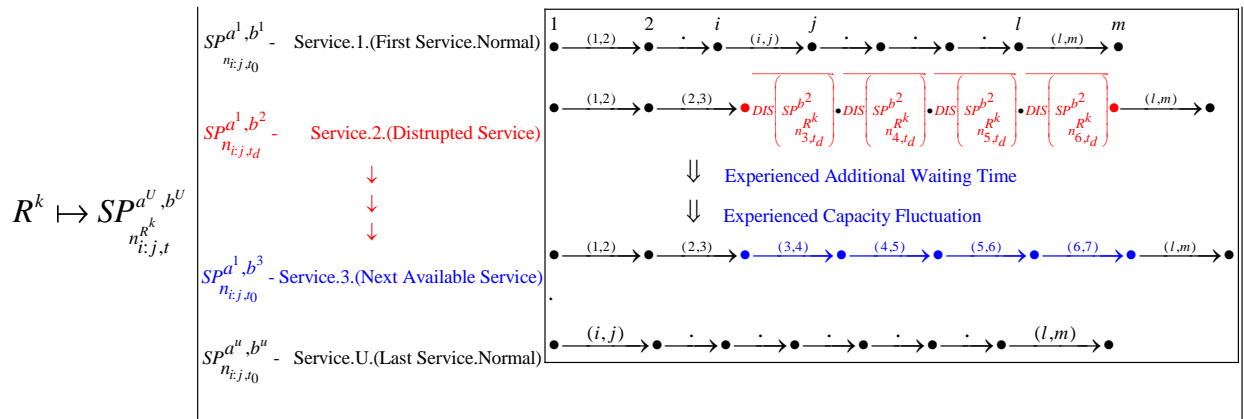 1 2 i j l m
SP^{a^1,b^1}_{n_{i:j,t_0}} - Service.1.(First Service.Normal) (1,2) . (i,j) . . . (l,m)
SP^{a^1,b^2}_{n_{i:j,t_d}} - Service.2.(Distrupted Service) (1,2) (2,3) DIS(SP^{b^2}_{n^{R^k}_{3,t_d}}) • DIS(SP^{b^2}_{n^{R^k}_{4,t_d}}) • DIS(SP^{b^2}_{n^{R^k}_{5,t_d}}) • DIS(SP^{b^2}_{n^{R^k}_{6,t_d}}) (l,m)
↓ ⇓ Experienced Additional Waiting Time
R^k ↦ SP^{a^U,b^U}_{n^{R^k}_{i:j,t}}
↓ ⇓ Experienced Capacity Fluctuation
↓
SP^{a^1,b^3}_{n_{i:j,t_0}} - Service.3.(Next Available Service) (1,2) (2,3) (3,4) (4,5) (5,6) (6,7) (l,m)
.
SP^{a^u,b^u}_{n_{i:j,t_0}} - Service.U.(Last Service.Normal) (i,j) . . . . . (l,m)